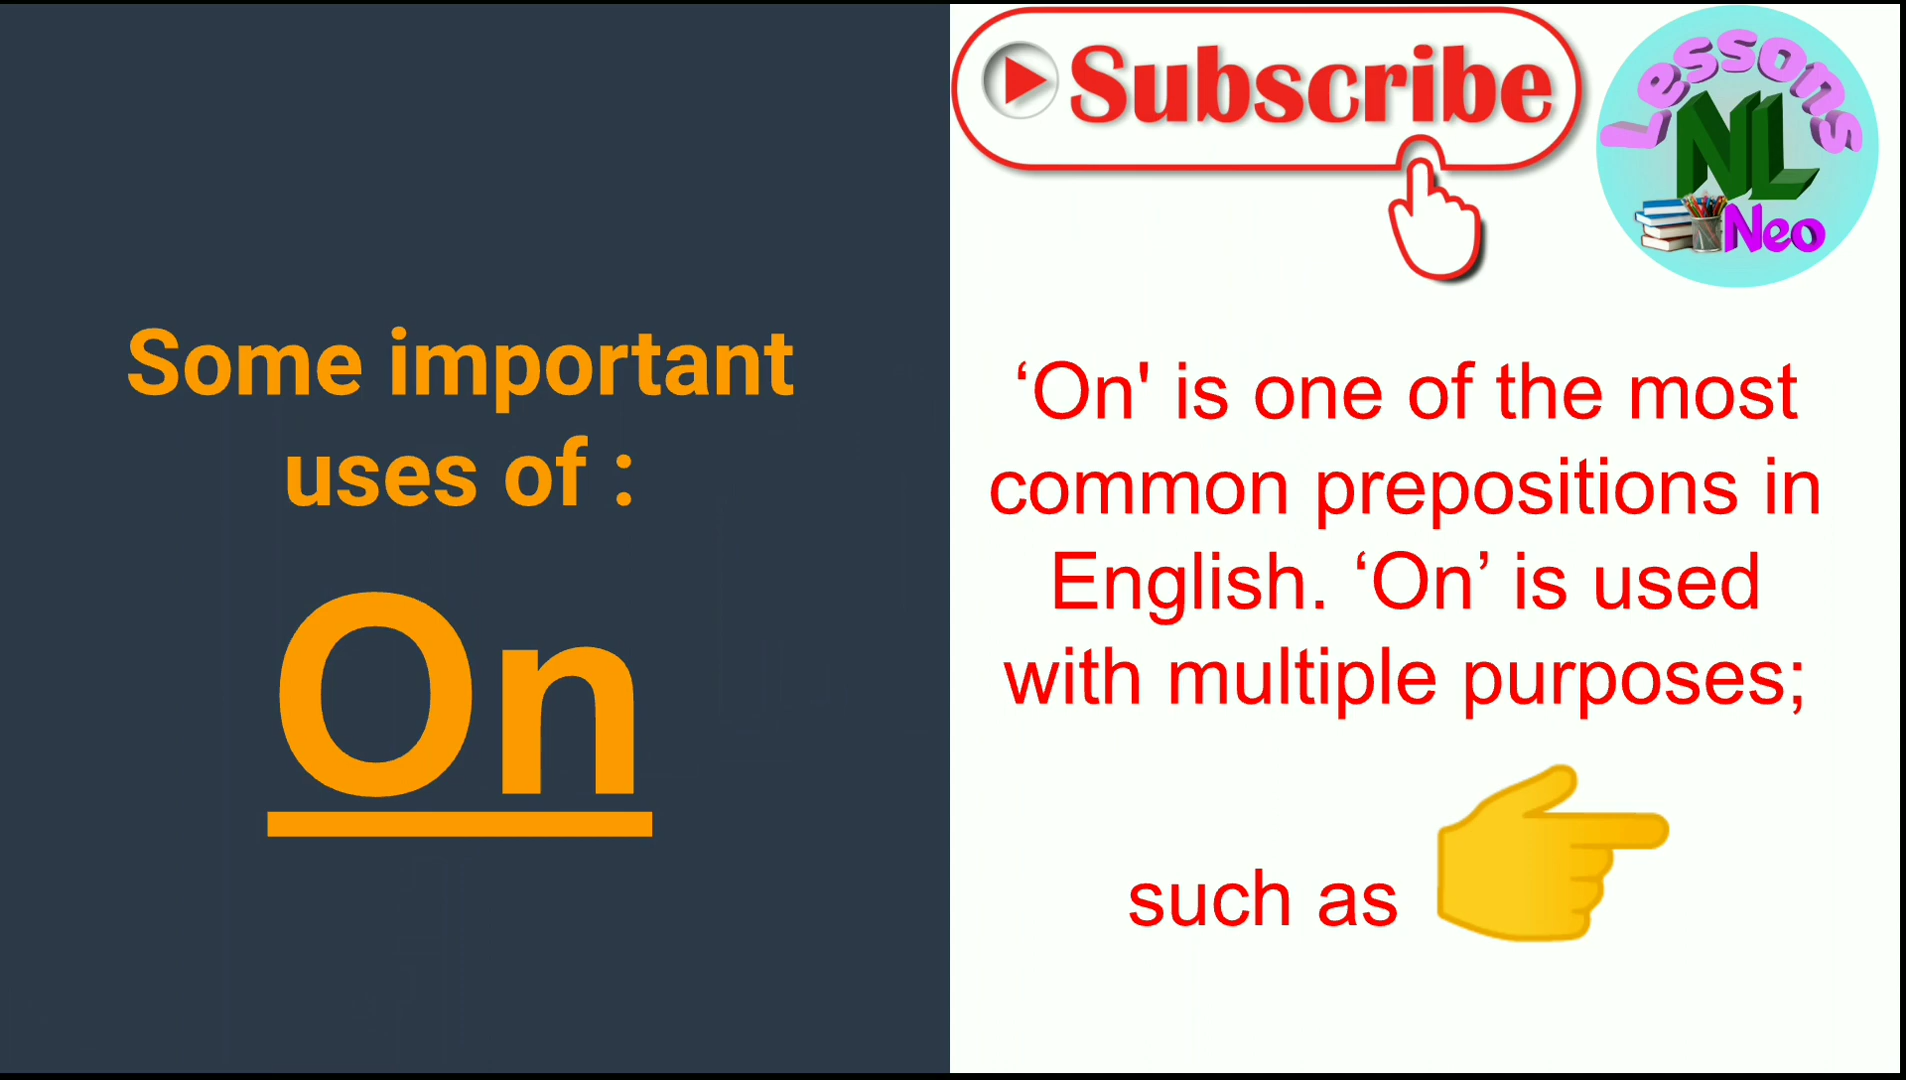 Some important
uses of :
On
Subscribe
Lessons
NL
Neo
‘On' is one of the most
common prepositions in
English. ‘On’ is used
with multiple purposes;
such as